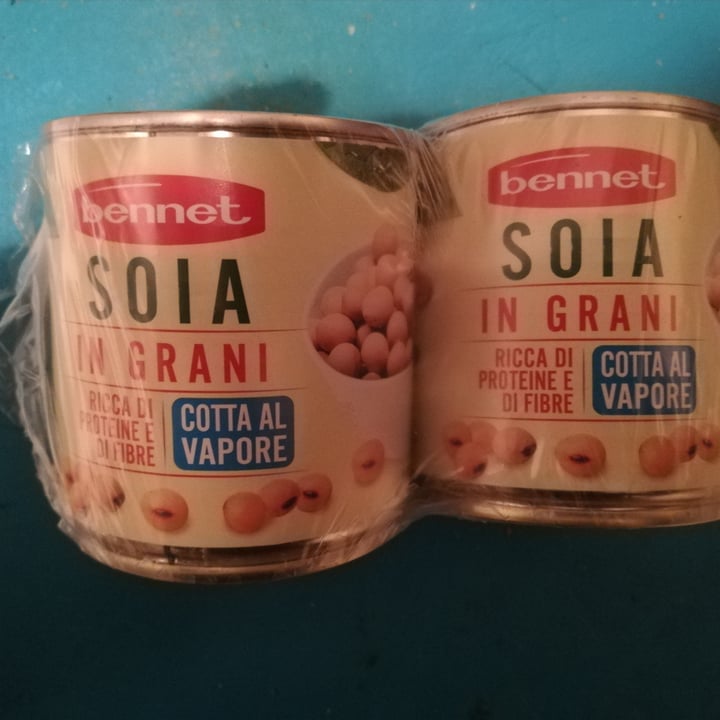 bennet
SOIA
IN GRANI
RICCA DI
PROTEINE E
DI FIBRE
COTTA AL
VAPORE
bennet
SOIA
IN GRANI
RICCA DI
PROTEINE E
DI FIBRE
COTTA AL
VAPORE